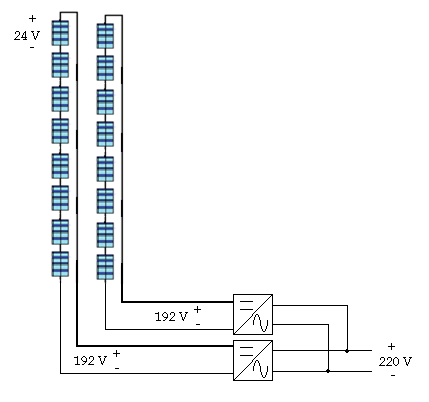 +
24 V
-
192 V +
-
192 V +
-
+
220 V
-